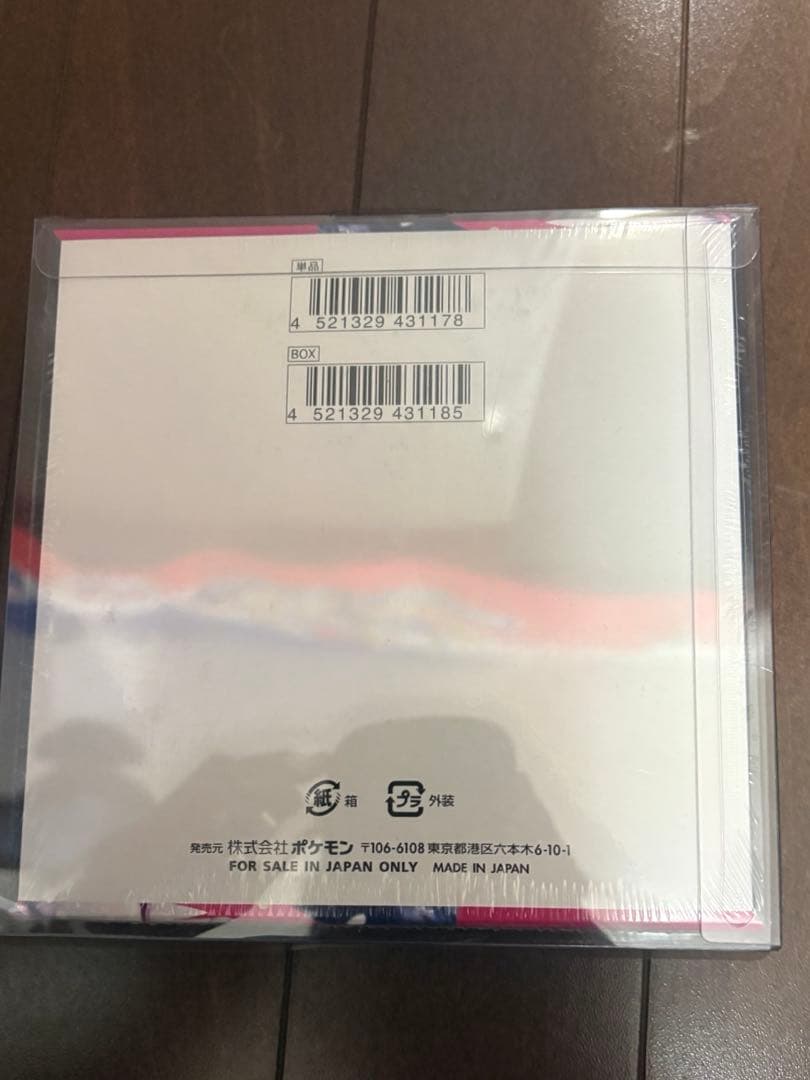 単品
4 521329 431178
BOX
4 521329 431185
紙 箱 プラ 外装
発売元 株式会社ポケモン 〒106-6108 東京都港区六本木6-10-1
FOR SALE IN JAPAN ONLY MADE IN JAPAN